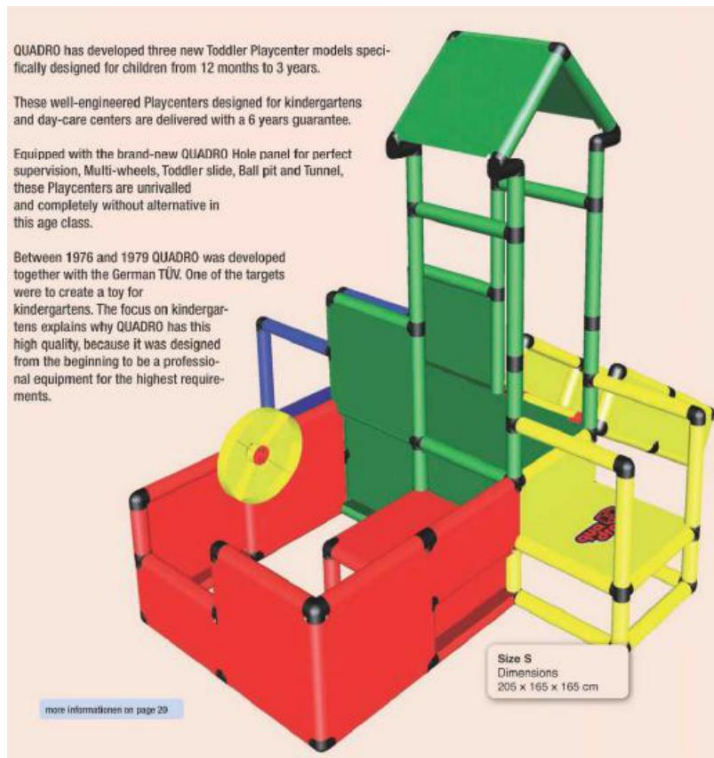 QUADRO has developed three new Toddler Playcenter models speci-
fically designed for children from 12 months to 3 years.
These well-engineered Playcenters designed for kindergartens
and day-care centers are delivered with a 6 years guarantee.
Equipped with the brand-new QUADRO Hole panel for perfect
supervision, Multi-wheels, Toddler slide, Ball pit and Tunnel,
these Playcenters are unrivalled
and completely without alternative in
this age class.
Between 1976 and 1979 QUADRO was developed
together with the German TÜV. One of the targets
were to create a toy for
kindergartens. The focus on kindergar-
tens explains why QUADRO has this
high quality, because it was designed
from the beginning to be a professio-
nal equipment for the highest require-
ments.
Size S
Dimensions
205 x 165 x 165 cm
more informationen on page 29